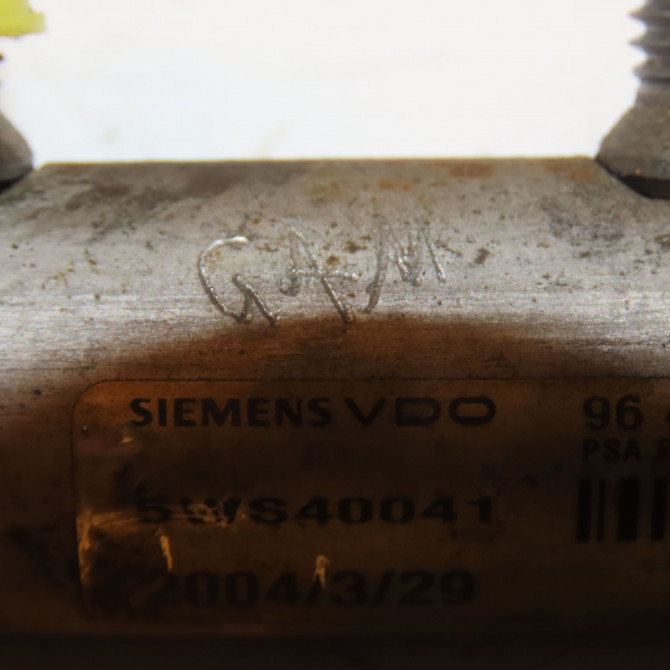 GAM
SIEMENS VDO
5WS40041
2004/3/29
96
PSA